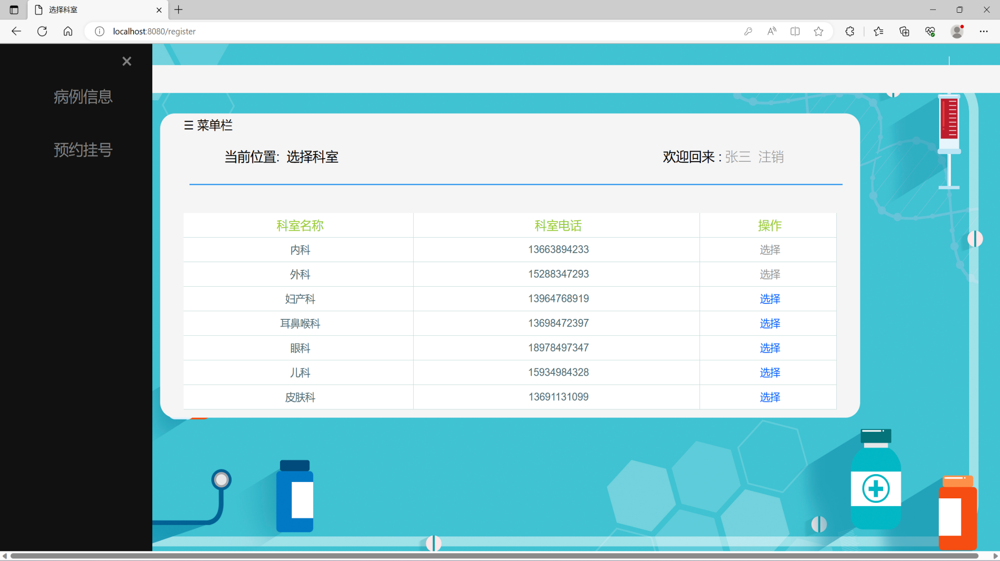 选择科室
localhost:8080/register
病例信息
预约挂号
☰ 菜单栏
当前位置: 选择科室 欢迎回来 : 张三 注销
科室名称 科室电话 操作
内科 13663894233 选择
外科 15288347293 选择
妇产科 13964768919 选择
耳鼻喉科 13698472397 选择
眼科 18978497347 选择
儿科 15934984328 选择
皮肤科 13691131099 选择